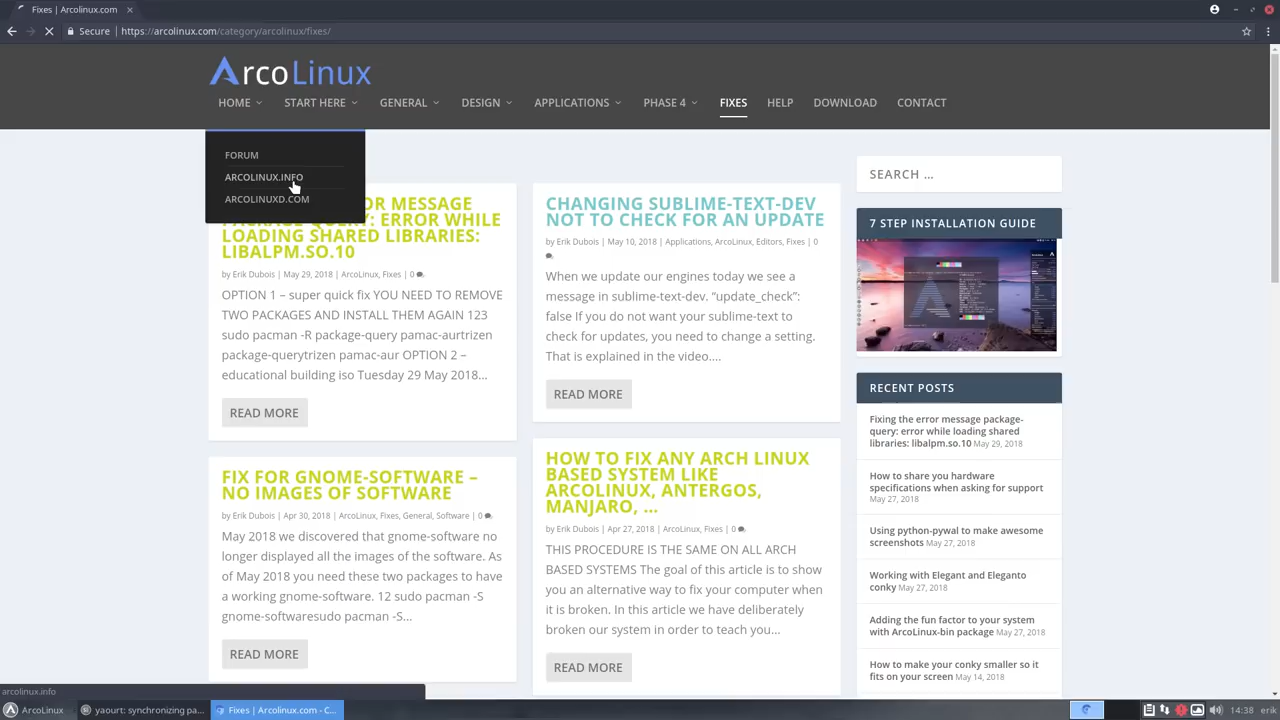 Fixes | Arcolinux.com
Secure | https://arcolinux.com/category/arcolinux/fixes/
ArcoLinux
HOME START HERE GENERAL DESIGN APPLICATIONS PHASE 4 FIXES HELP DOWNLOAD CONTACT
FORUM
ARCOLINUX.INFO
ARCOLINUXD.COM
OR MESSAGE
PACKAGE-QUERY: ERROR WHILE
LOADING SHARED LIBRARIES:
LIBALPM.SO.10
by Erik Dubois | May 29, 2018 | ArcoLinux, Fixes | 0
OPTION 1 – super quick fix YOU NEED TO REMOVE
TWO PACKAGES AND INSTALL THEM AGAIN 123
sudo pacman -R package-query pamac-aurtrizen
package-querytrizen pamac-aur OPTION 2 –
educational building iso Tuesday 29 May 2018...
READ MORE
FIX FOR GNOME-SOFTWARE –
NO IMAGES OF SOFTWARE
by Erik Dubois | Apr 30, 2018 | ArcoLinux, Fixes, General, Software | 0
May 2018 we discovered that gnome-software no
longer displayed all the images of the software. As
of May 2018 you need these two packages to have
a working gnome-software. 12 sudo pacman -S
gnome-softwaresudo pacman -S...
READ MORE
CHANGING SUBLIME-TEXT-DEV
NOT TO CHECK FOR AN UPDATE
by Erik Dubois | May 10, 2018 | Applications, ArcoLinux, Editors, Fixes | 0
When we update our engines today we see a
message in sublime-text-dev. "update_check":
false If you do not want your sublime-text to
check for updates, you need to change a setting.
That is explained in the video....
READ MORE
HOW TO FIX ANY ARCH LINUX
BASED SYSTEM LIKE
ARCOLINUX, ANTERGOS,
MANJARO, ...
by Erik Dubois | Apr 27, 2018 | ArcoLinux, Fixes | 0
THIS PROCEDURE IS THE SAME ON ALL ARCH
BASED SYSTEMS The goal of this article is to show
you an alternative way to fix your computer when
it is broken. In this article we have deliberately
broken our system in order to teach you...
READ MORE
SEARCH ...
7 STEP INSTALLATION GUIDE
RECENT POSTS
Fixing the error message package-
query: error while loading shared
libraries: libalpm.so.10 May 29, 2018
How to share you hardware
specifications when asking for support
May 27, 2018
Using python-pywal to make awesome
screenshots May 27, 2018
Working with Elegant and Eleganto
conky May 27, 2018
Adding the fun factor to your system
with ArcoLinux-bin package May 27, 2018
How to make your conky smaller so it
fits on your screen May 14, 2018
arcolinux.info
ArcoLinux yaourt: synchronizing pa... Fixes | Arcolinux.com - C... 14:38 erik